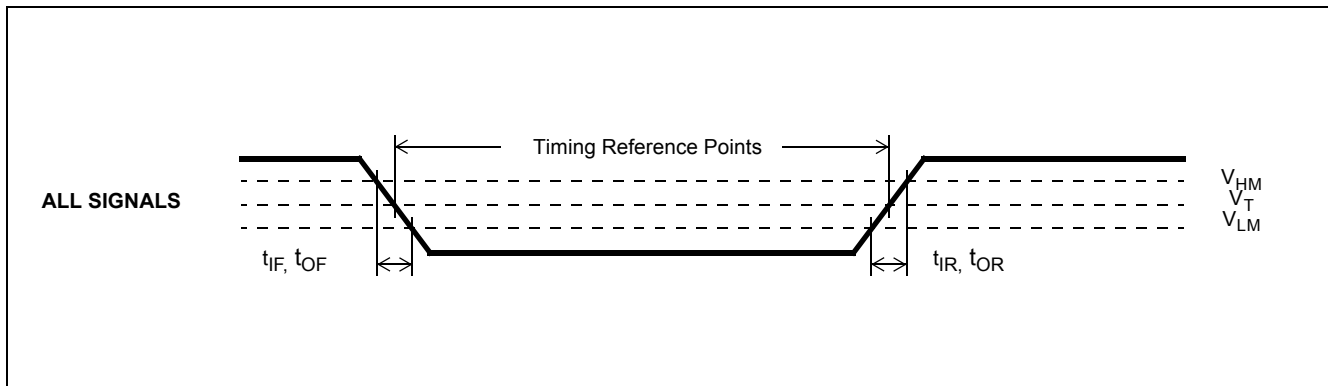 Timing Reference Points
V_HM
ALL SIGNALS
V_T
V_LM
t_IF, t_OF
t_IR, t_OR